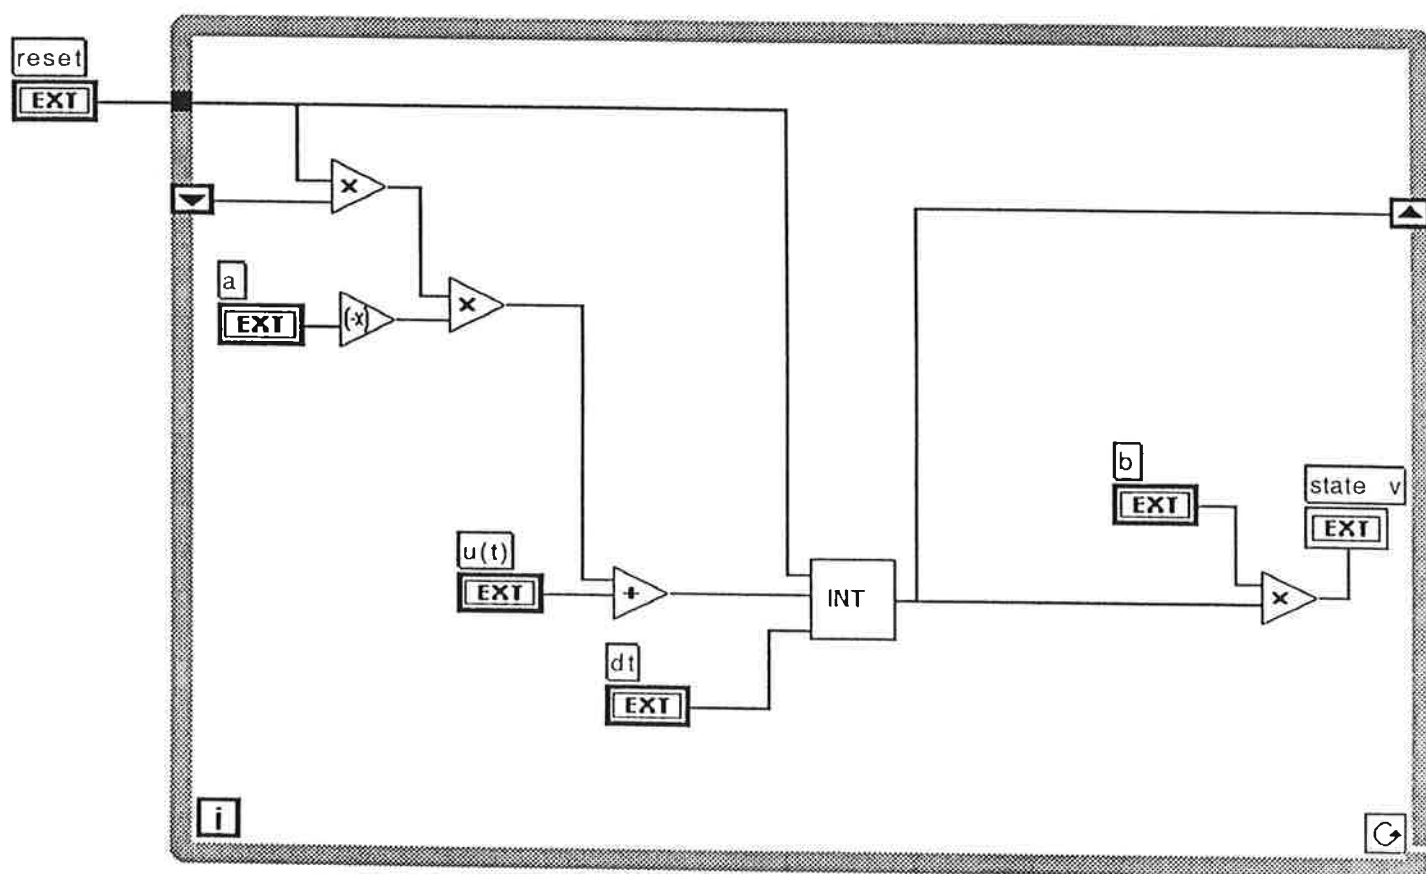 reset
EXT
×
a
EXT
(-X)
×
b
EXT
state v
EXT
u(t)
EXT
+
INT
×
dt
EXT
i